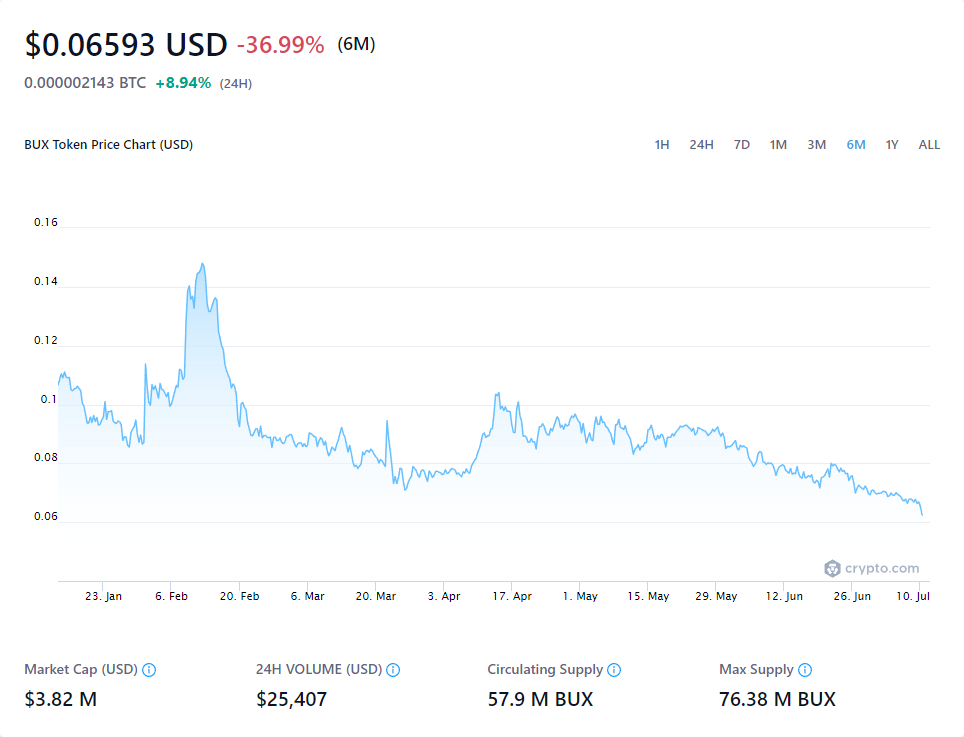 $0.06593 USD -36.99% (6M)
0.000002143 BTC +8.94% (24H)
BUX Token Price Chart (USD) 1H 24H 7D 1M 3M 6M 1Y ALL
0.16
0.14
0.12
0.1
0.08
0.06
crypto.com
23. Jan 6. Feb 20. Feb 6. Mar 20. Mar 3. Apr 17. Apr 1. May 15. May 29. May 12. Jun 26. Jun 10. Jul
Market Cap (USD) 24H VOLUME (USD) Circulating Supply Max Supply
$3.82 M $25,407 57.9 M BUX 76.38 M BUX